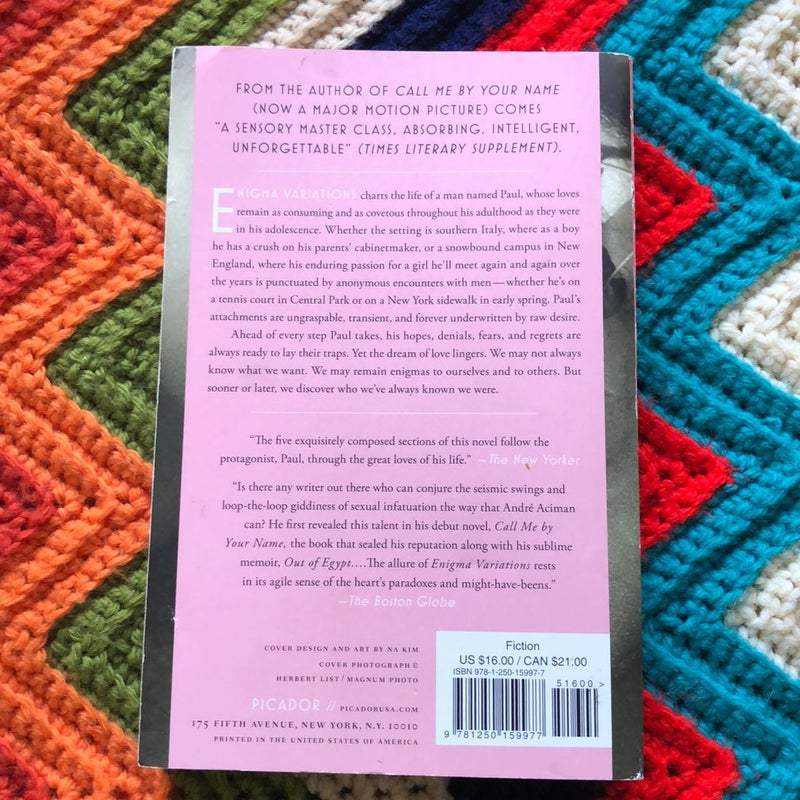 FROM THE AUTHOR OF CALL ME BY YOUR NAME
(NOW A MAJOR MOTION PICTURE) COMES
"A SENSORY MASTER CLASS, ABSORBING, INTELLIGENT,
UNFORGETTABLE" (TIMES LITERARY SUPPLEMENT).
ENIGMA VARIATIONS charts the life of a man named Paul, whose loves
remain as consuming and as covetous throughout his adulthood as they were
in his adolescence. Whether the setting is southern Italy, where as a boy
he has a crush on his parents' cabinetmaker, or a snowbound campus in New
England, where his enduring passion for a girl he'll meet again and again over
the years is punctuated by anonymous encounters with men—whether he's on
a tennis court in Central Park or on a New York sidewalk in early spring. Paul's
attachments are ungraspable, transient, and forever underwritten by raw desire.
Ahead of every step Paul takes, his hopes, denials, fears, and regrets are
always ready to lay their traps. Yet the dream of love lingers. We may not always
know what we want. We may remain enigmas to ourselves and to others. But
sooner or later, we discover who we've always known we were.
"The five exquisitely composed sections of this novel follow the
protagonist, Paul, through the great loves of his life." —The New Yorker
"Is there any writer out there who can conjure the seismic swings and
loop-the-loop giddiness of sexual infatuation the way that André Aciman
can? He first revealed this talent in his debut novel, Call Me by
Your Name, the book that sealed his reputation along with his sublime
memoir, Out of Egypt....The allure of Enigma Variations rests
in its agile sense of the heart's paradoxes and might-have-beens."
—The Boston Globe
COVER DESIGN AND ART BY NA KIM
COVER PHOTOGRAPH ©
HERBERT LIST / MAGNUM PHOTO
PICADOR // PICADORUSA.COM
175 FIFTH AVENUE, NEW YORK, N.Y. 10010
PRINTED IN THE UNITED STATES OF AMERICA
Fiction
US $16.00 / CAN $21.00
ISBN 978-1-250-15997-7
51600 >
9 781250 159977